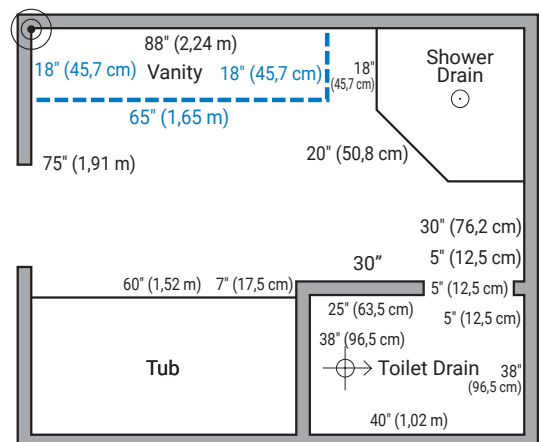 88" (2,24 m)
18" (45,7 cm)
Vanity
18" (45,7 cm)
65" (1,65 m)
18"
(45,7 cm)
Shower
Drain
20" (50,8 cm)
75" (1,91 m)
30" (76,2 cm)
5" (12,5 cm)
30”
60" (1,52 m)
7" (17,5 cm)
5" (12,5 cm)
25" (63,5 cm)
5" (12,5 cm)
38" (96,5 cm)
Tub
Toilet Drain
38"
(96,5 cm)
40" (1,02 m)